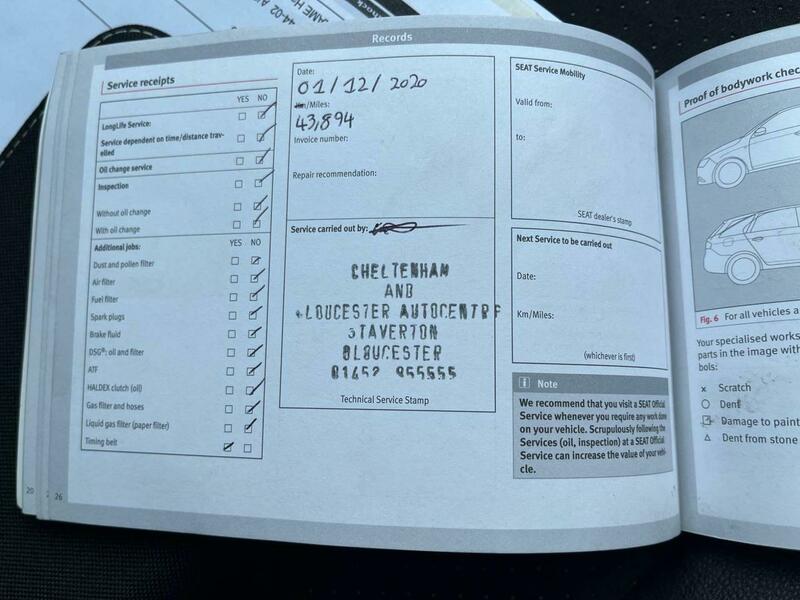 44-02 A
AME H
mock
Records
Service receipts
YES NO
LongLife Service:
Service dependent on time/distance trav-
elled
Oil change service
Inspection
Without oil change
With oil change
Additional jobs: YES NO
Dust and pollen filter
Air filter
Fuel filter
Spark plugs
Brake fluid
DSG®: oil and filter
ATF
HALDEX clutch (oil)
Gas filter and hoses
Liquid gas filter (paper filter)
Timing belt
20
26
Date:
01/12/2020
Km/Miles:
43,894
Invoice number:
Repair recommendation:
Service carried out by:
CHELTENHAM
AND
LOUCESTER AUTOCENTRE
STAVERTON
GLOUCESTER
01452 955555
Technical Service Stamp
SEAT Service Mobility
Valid from:
to:
SEAT dealer's stamp
Next Service to be carried out
Date:
Km/Miles:
(whichever is first)
Note
We recommend that you visit a SEAT Official
Service whenever you require any work done
on your vehicle. Scrupulously following the
Services (oil, inspection) at a SEAT Official
Service can increase the value of your vehi-
cle.
Proof of bodywork chec
Fig. 6 For all vehicles a
Your specialised works
parts in the image with
bols:
x Scratch
Dent
Damage to paint
Dent from stone